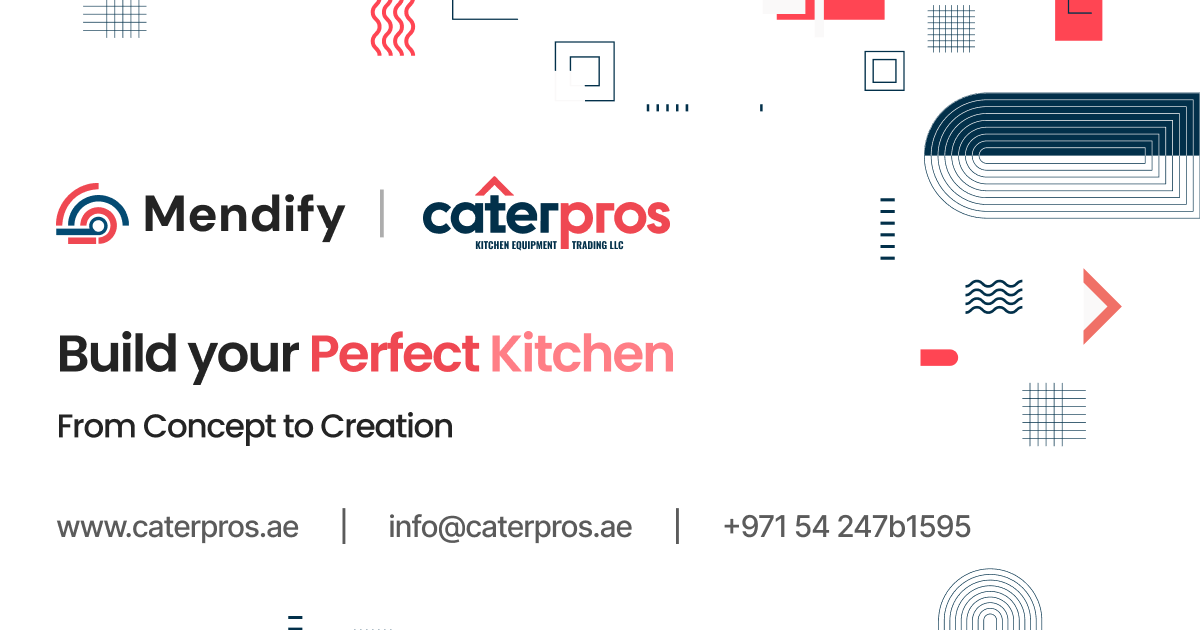 Mendify
caterpros
KITCHEN EQUIPMENT TRADING LLC
Build your Perfect Kitchen
From Concept to Creation
www.caterpros.ae
info@caterpros.ae
+971 54 247b1595